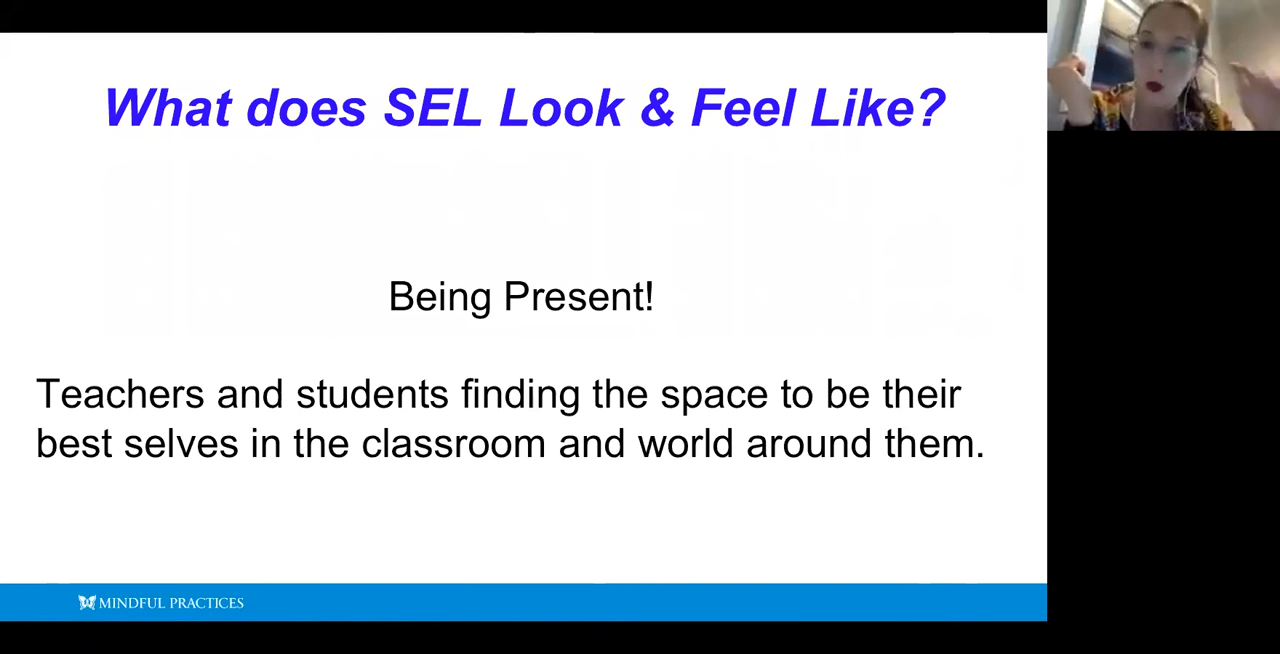 What does SEL Look & Feel Like?
Being Present!
Teachers and students finding the space to be their
best selves in the classroom and world around them.
MINDFUL PRACTICES